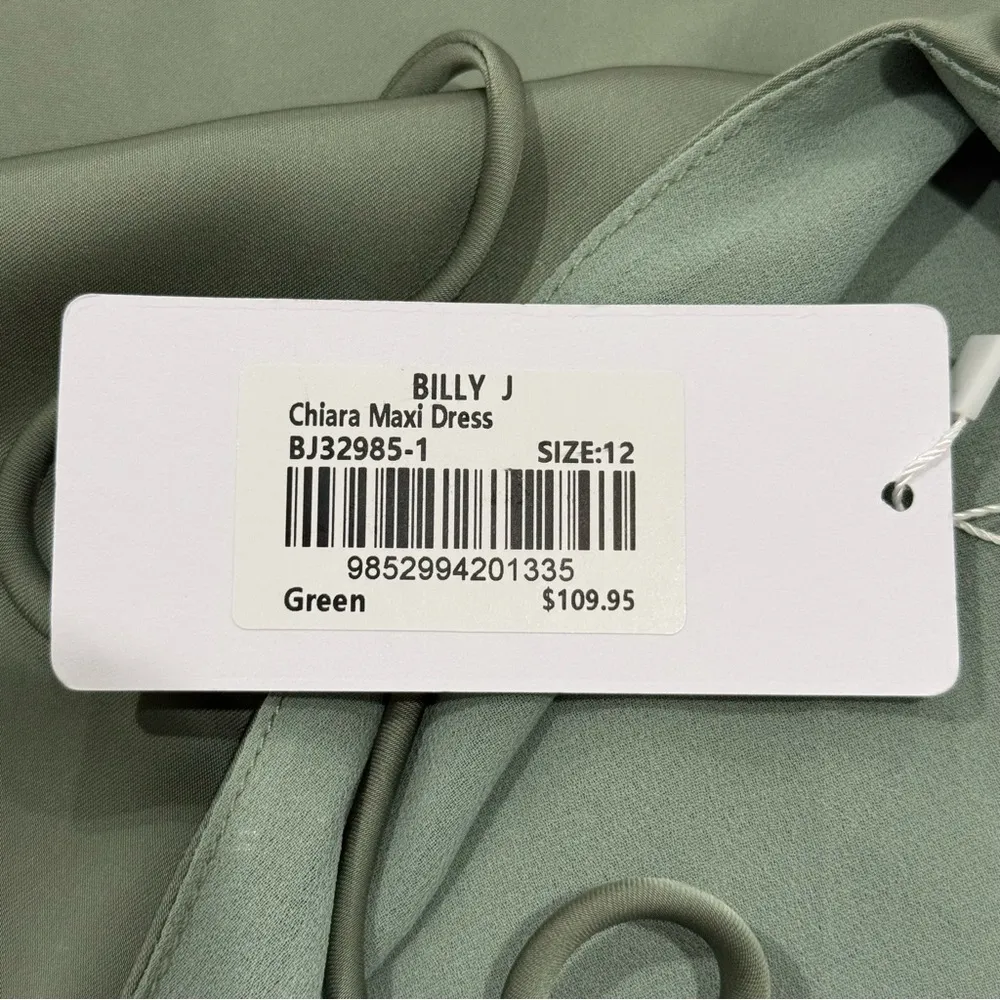 BILLY J
Chiara Maxi Dress
BJ32985-1 SIZE:12
9852994201335
Green $109.95